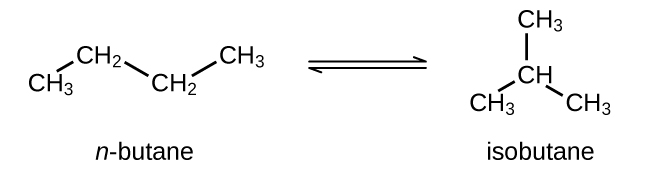 CH₃ CH₂ CH₂ CH₃
n-butane
CH₃
CH
CH₃ CH₃
isobutane